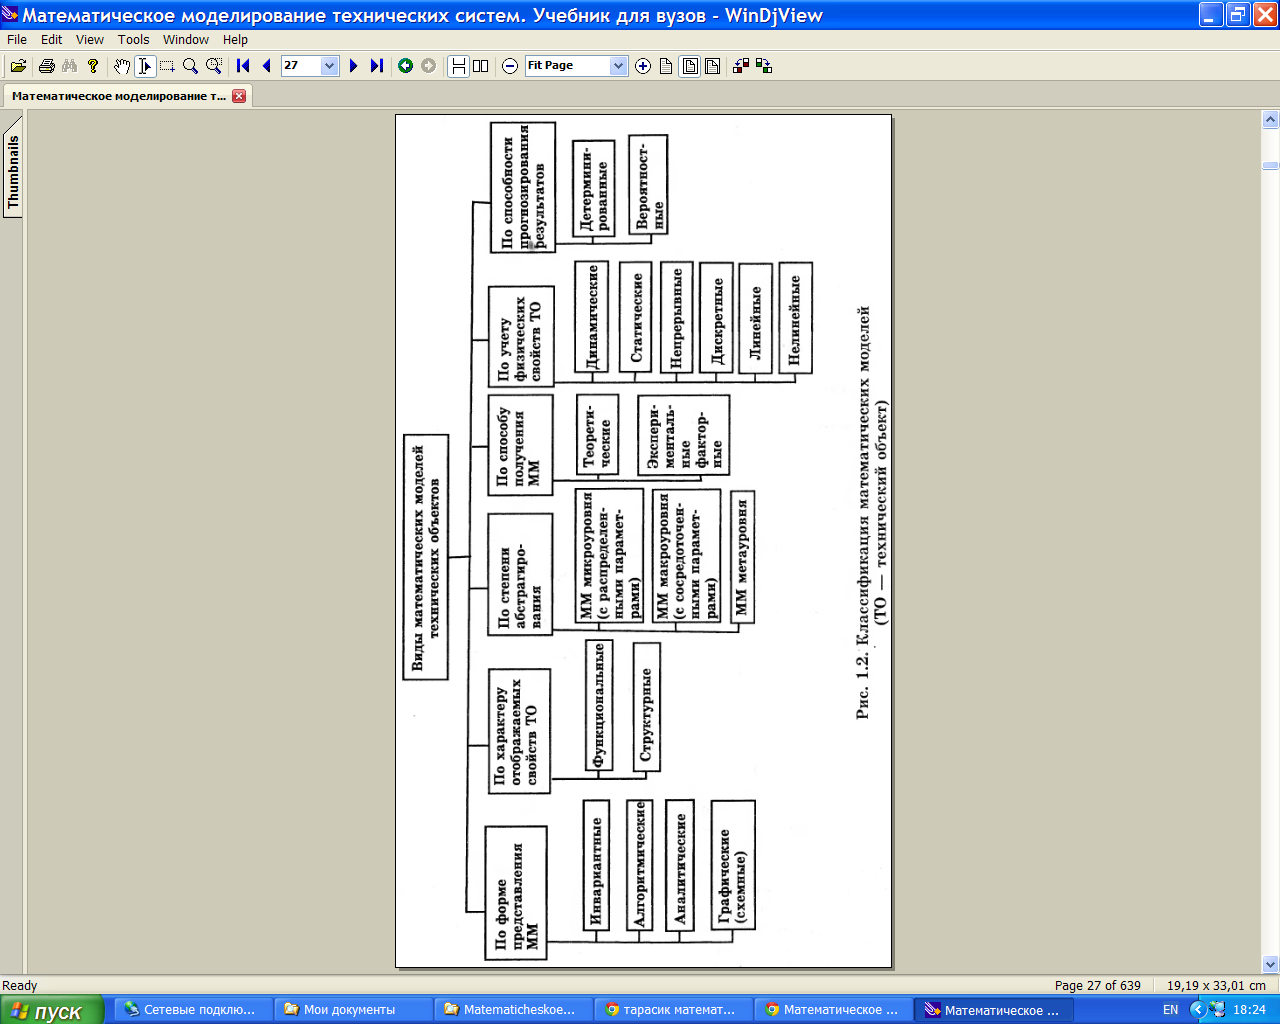 Математическое моделирование технических систем. Учебник для вузов - WinDjView
File Edit View Tools Window Help
27
Fit Page
Математическое моделирование т...
Thumbnails
Виды математических моделей
технических объектов
По форме
представления
ММ
Инвариантные
Алгоритмические
Аналитические
Графические
(схемные)
По характеру
отображаемых
свойств ТО
Функциональные
Структурные
По степени
абстрагиро-
вания
ММ микроуровня
(с распределен-
ными парамет-
рами)
ММ макроуровня
(с сосредоточен-
ными парамет-
рами)
ММ метауровня
По способу
получения
ММ
Теорети-
ческие
Экспери-
менталь-
ные
фактор-
ные
По учету
физических
свойств ТО
Динамические
Статические
Непрерывные
Дискретные
Линейные
Нелинейные
По способности
прогнозирования
результатов
Детермини-
рованные
Вероятност-
ные
Рис. 1.2. Классификация математических моделей
(ТО — технический объект)
Ready
Page 27 of 639
19,19 x 33,01 cm
пуск
Сетевые подклю...
Мои документы
Matematicheskoe...
тарасик математ...
Математическое ...
Математическое ...
EN
18:24